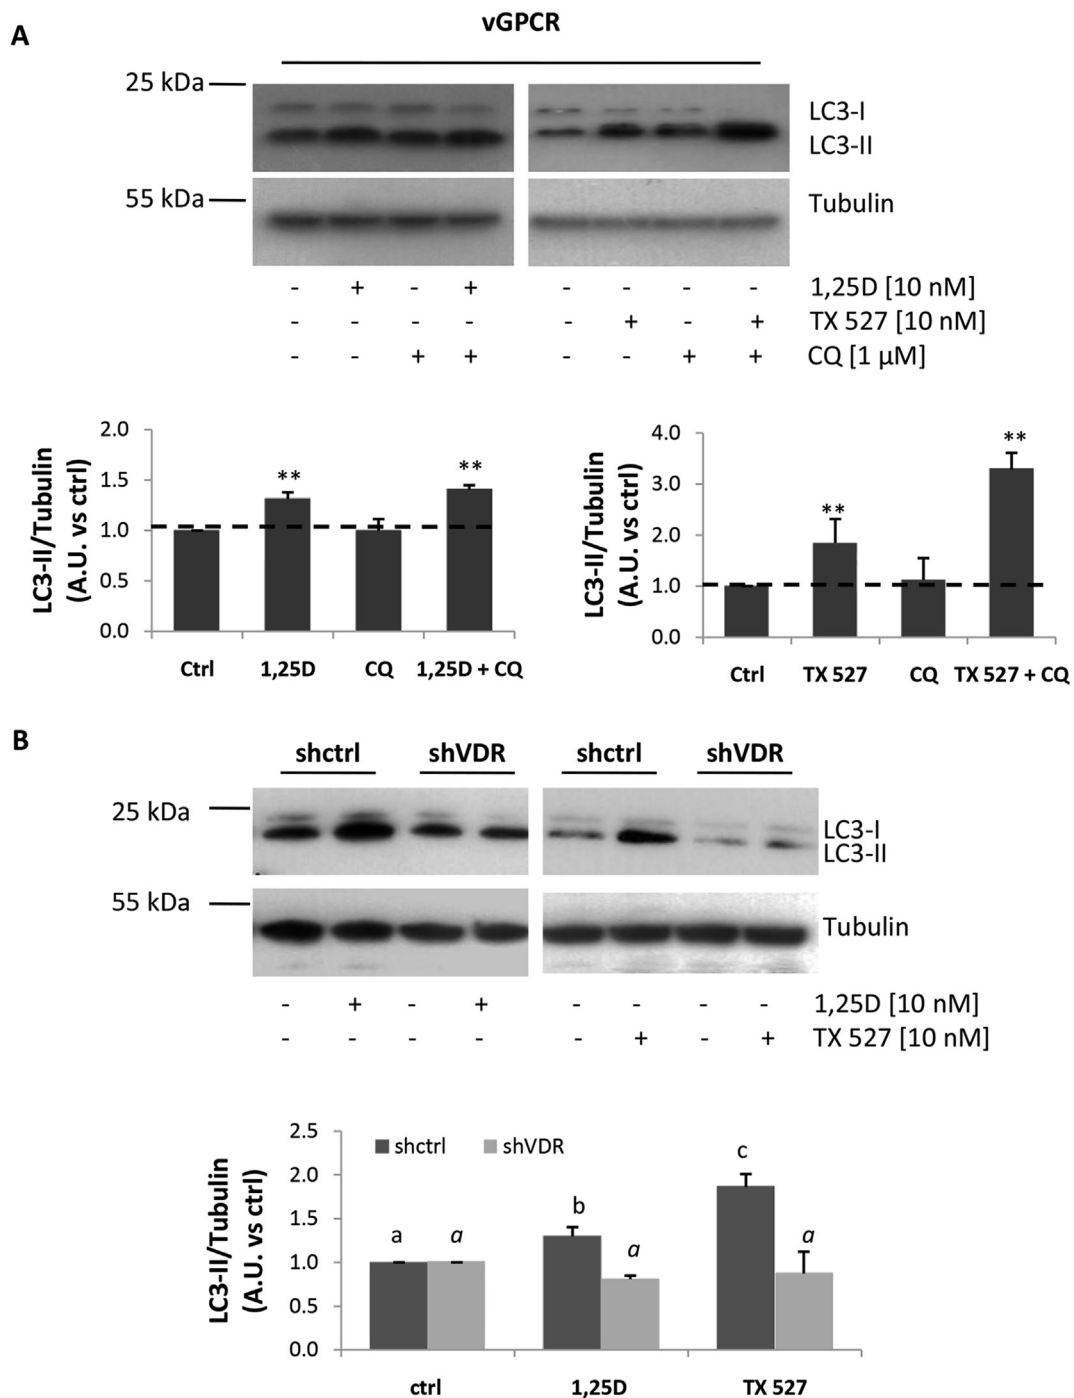 A
vGPCR
25 kDa
LC3-I
LC3-II
55 kDa
Tubulin
- + - + - - - - 1,25D [10 nM]
- - - - - + - + TX 527 [10 nM]
- - + + - - + + CQ [1 µM]
LC3-II/Tubulin
(A.U. vs ctrl)
2.0
1.5
1.0
0.5
0.0
** **
Ctrl 1,25D CQ 1,25D + CQ
LC3-II/Tubulin
(A.U. vs ctrl)
4.0
3.0
2.0
1.0
0.0
** **
Ctrl TX 527 CQ TX 527 + CQ
B
shctrl shVDR shctrl shVDR
25 kDa
LC3-I
LC3-II
55 kDa
Tubulin
- + - + - - - - 1,25D [10 nM]
- - - - - + - + TX 527 [10 nM]
LC3-II/Tubulin
(A.U. vs ctrl)
2.5
2.0
1.5
1.0
0.5
0.0
shctrl shVDR
a a b a c a
ctrl 1,25D TX 527